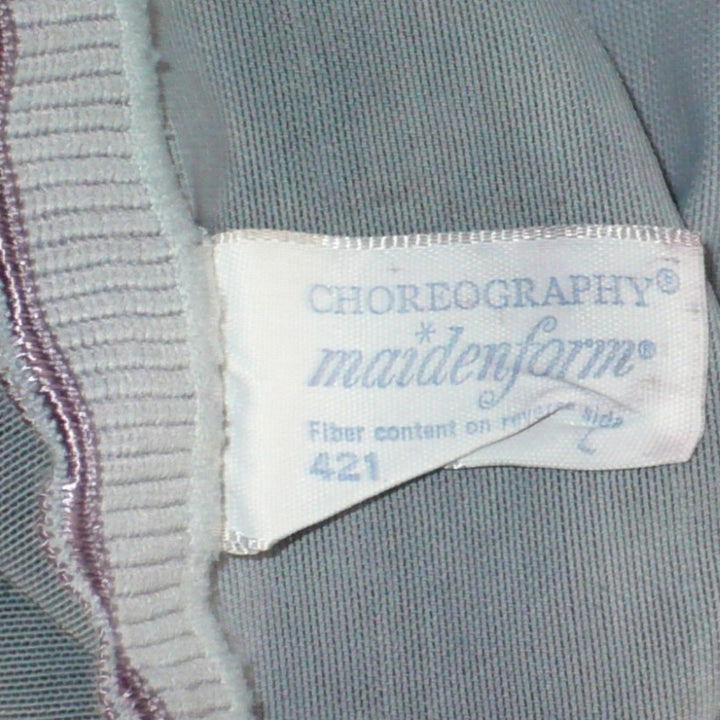 CHOREOGRAPHY®
maidenform®
Fiber content on reverse side
421 L